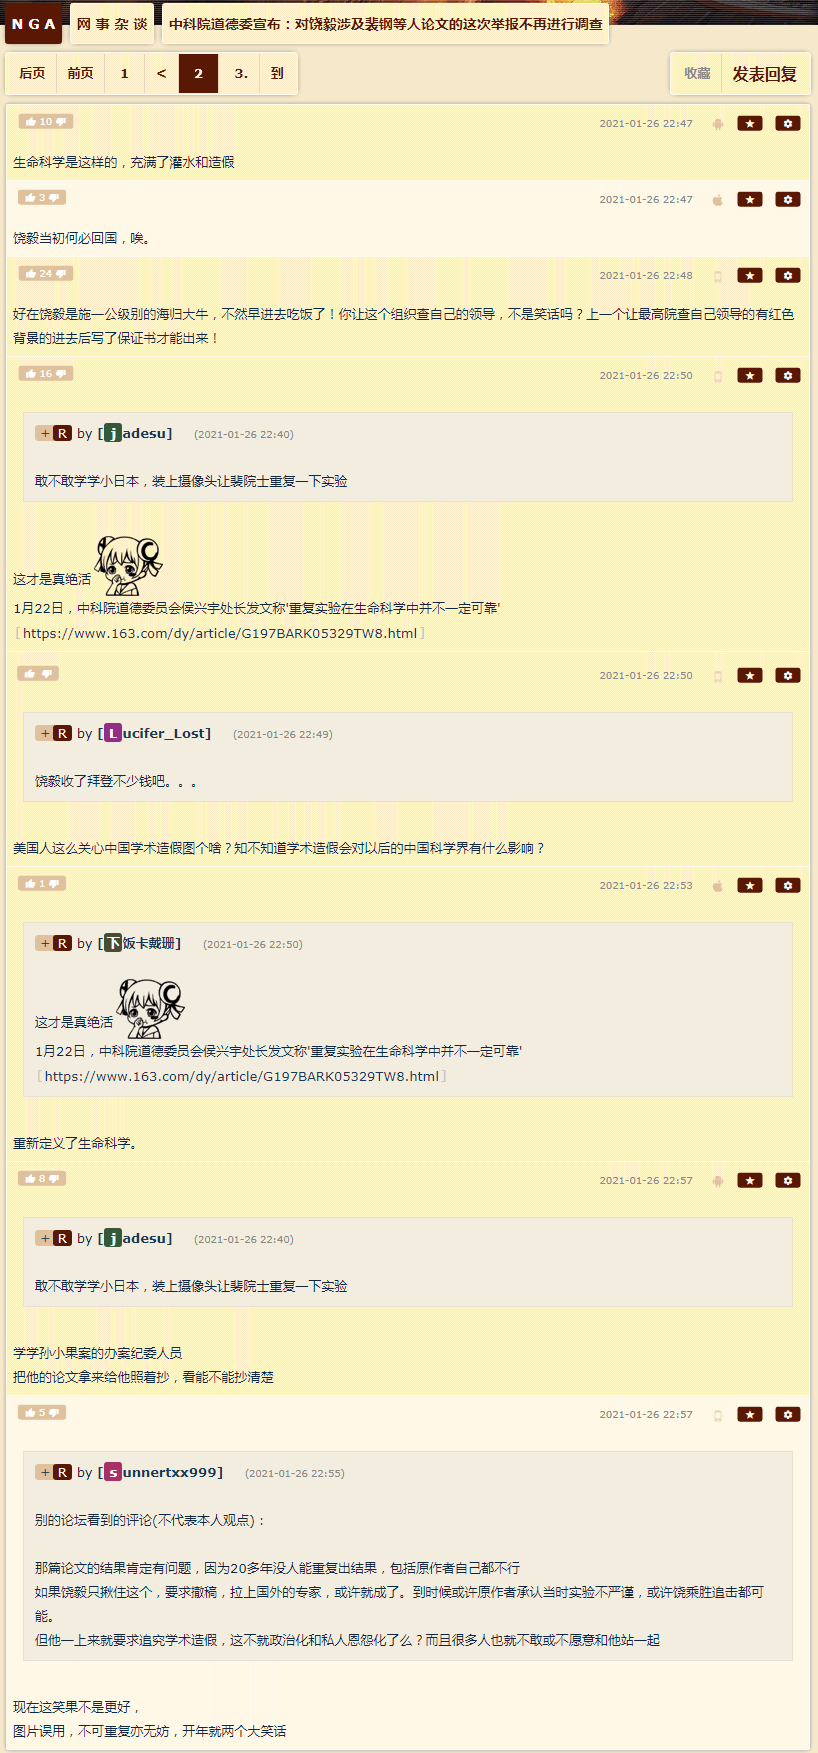 NGA 网事杂谈 中科院道德委宣布：对饶毅涉及裴钢等人论文的这次举报不再进行调查
后页 前页 1 < 2 3. 到 收藏 发表回复
10 2021-01-26 22:47
生命科学是这样的，充满了灌水和造假
3 2021-01-26 22:47
饶毅当初何必回国，唉。
24 2021-01-26 22:48
好在饶毅是施一公级别的海归大牛，不然早进去吃饭了！你让这个组织查自己的领导，不是笑话吗？上一个让最高院查自己领导的有红色
背景的进去后写了保证书才能出来！
16 2021-01-26 22:50
+ R by [jadesu] (2021-01-26 22:40)
敢不敢学学小日本，装上摄像头让裴院士重复一下实验
这才是真绝活
1月22日，中科院道德委员会侯兴宇处长发文称'重复实验在生命科学中并不一定可靠'
[https://www.163.com/dy/article/G197BARK05329TW8.html]
2021-01-26 22:50
+ R by [Lucifer_Lost] (2021-01-26 22:49)
饶毅收了拜登不少钱吧。。。
美国人这么关心中国学术造假图个啥？知不知道学术造假会对以后的中国科学界有什么影响？
1 2021-01-26 22:53
+ R by [下饭卡戴珊] (2021-01-26 22:50)
这才是真绝活
1月22日，中科院道德委员会侯兴宇处长发文称'重复实验在生命科学中并不一定可靠'
[https://www.163.com/dy/article/G197BARK05329TW8.html]
重新定义了生命科学。
8 2021-01-26 22:57
+ R by [jadesu] (2021-01-26 22:40)
敢不敢学学小日本，装上摄像头让裴院士重复一下实验
学学孙小果案的办案纪委人员
把他的论文拿来给他照着抄，看能不能抄清楚
5 2021-01-26 22:57
+ R by [sunnertxx999] (2021-01-26 22:55)
别的论坛看到的评论(不代表本人观点)：
那篇论文的结果肯定有问题，因为20多年没人能重复出结果，包括原作者自己都不行
如果饶毅只揪住这个，要求撤稿，拉上国外的专家，或许就成了。到时候或许原作者承认当时实验不严谨，或许饶乘胜追击都可
能。
但他一上来就要求追究学术造假，这不就政治化和私人恩怨化了么？而且很多人也就不敢或不愿意和他站一起
现在这笑果不是更好，
图片误用，不可重复亦无妨，开年就两个大笑话